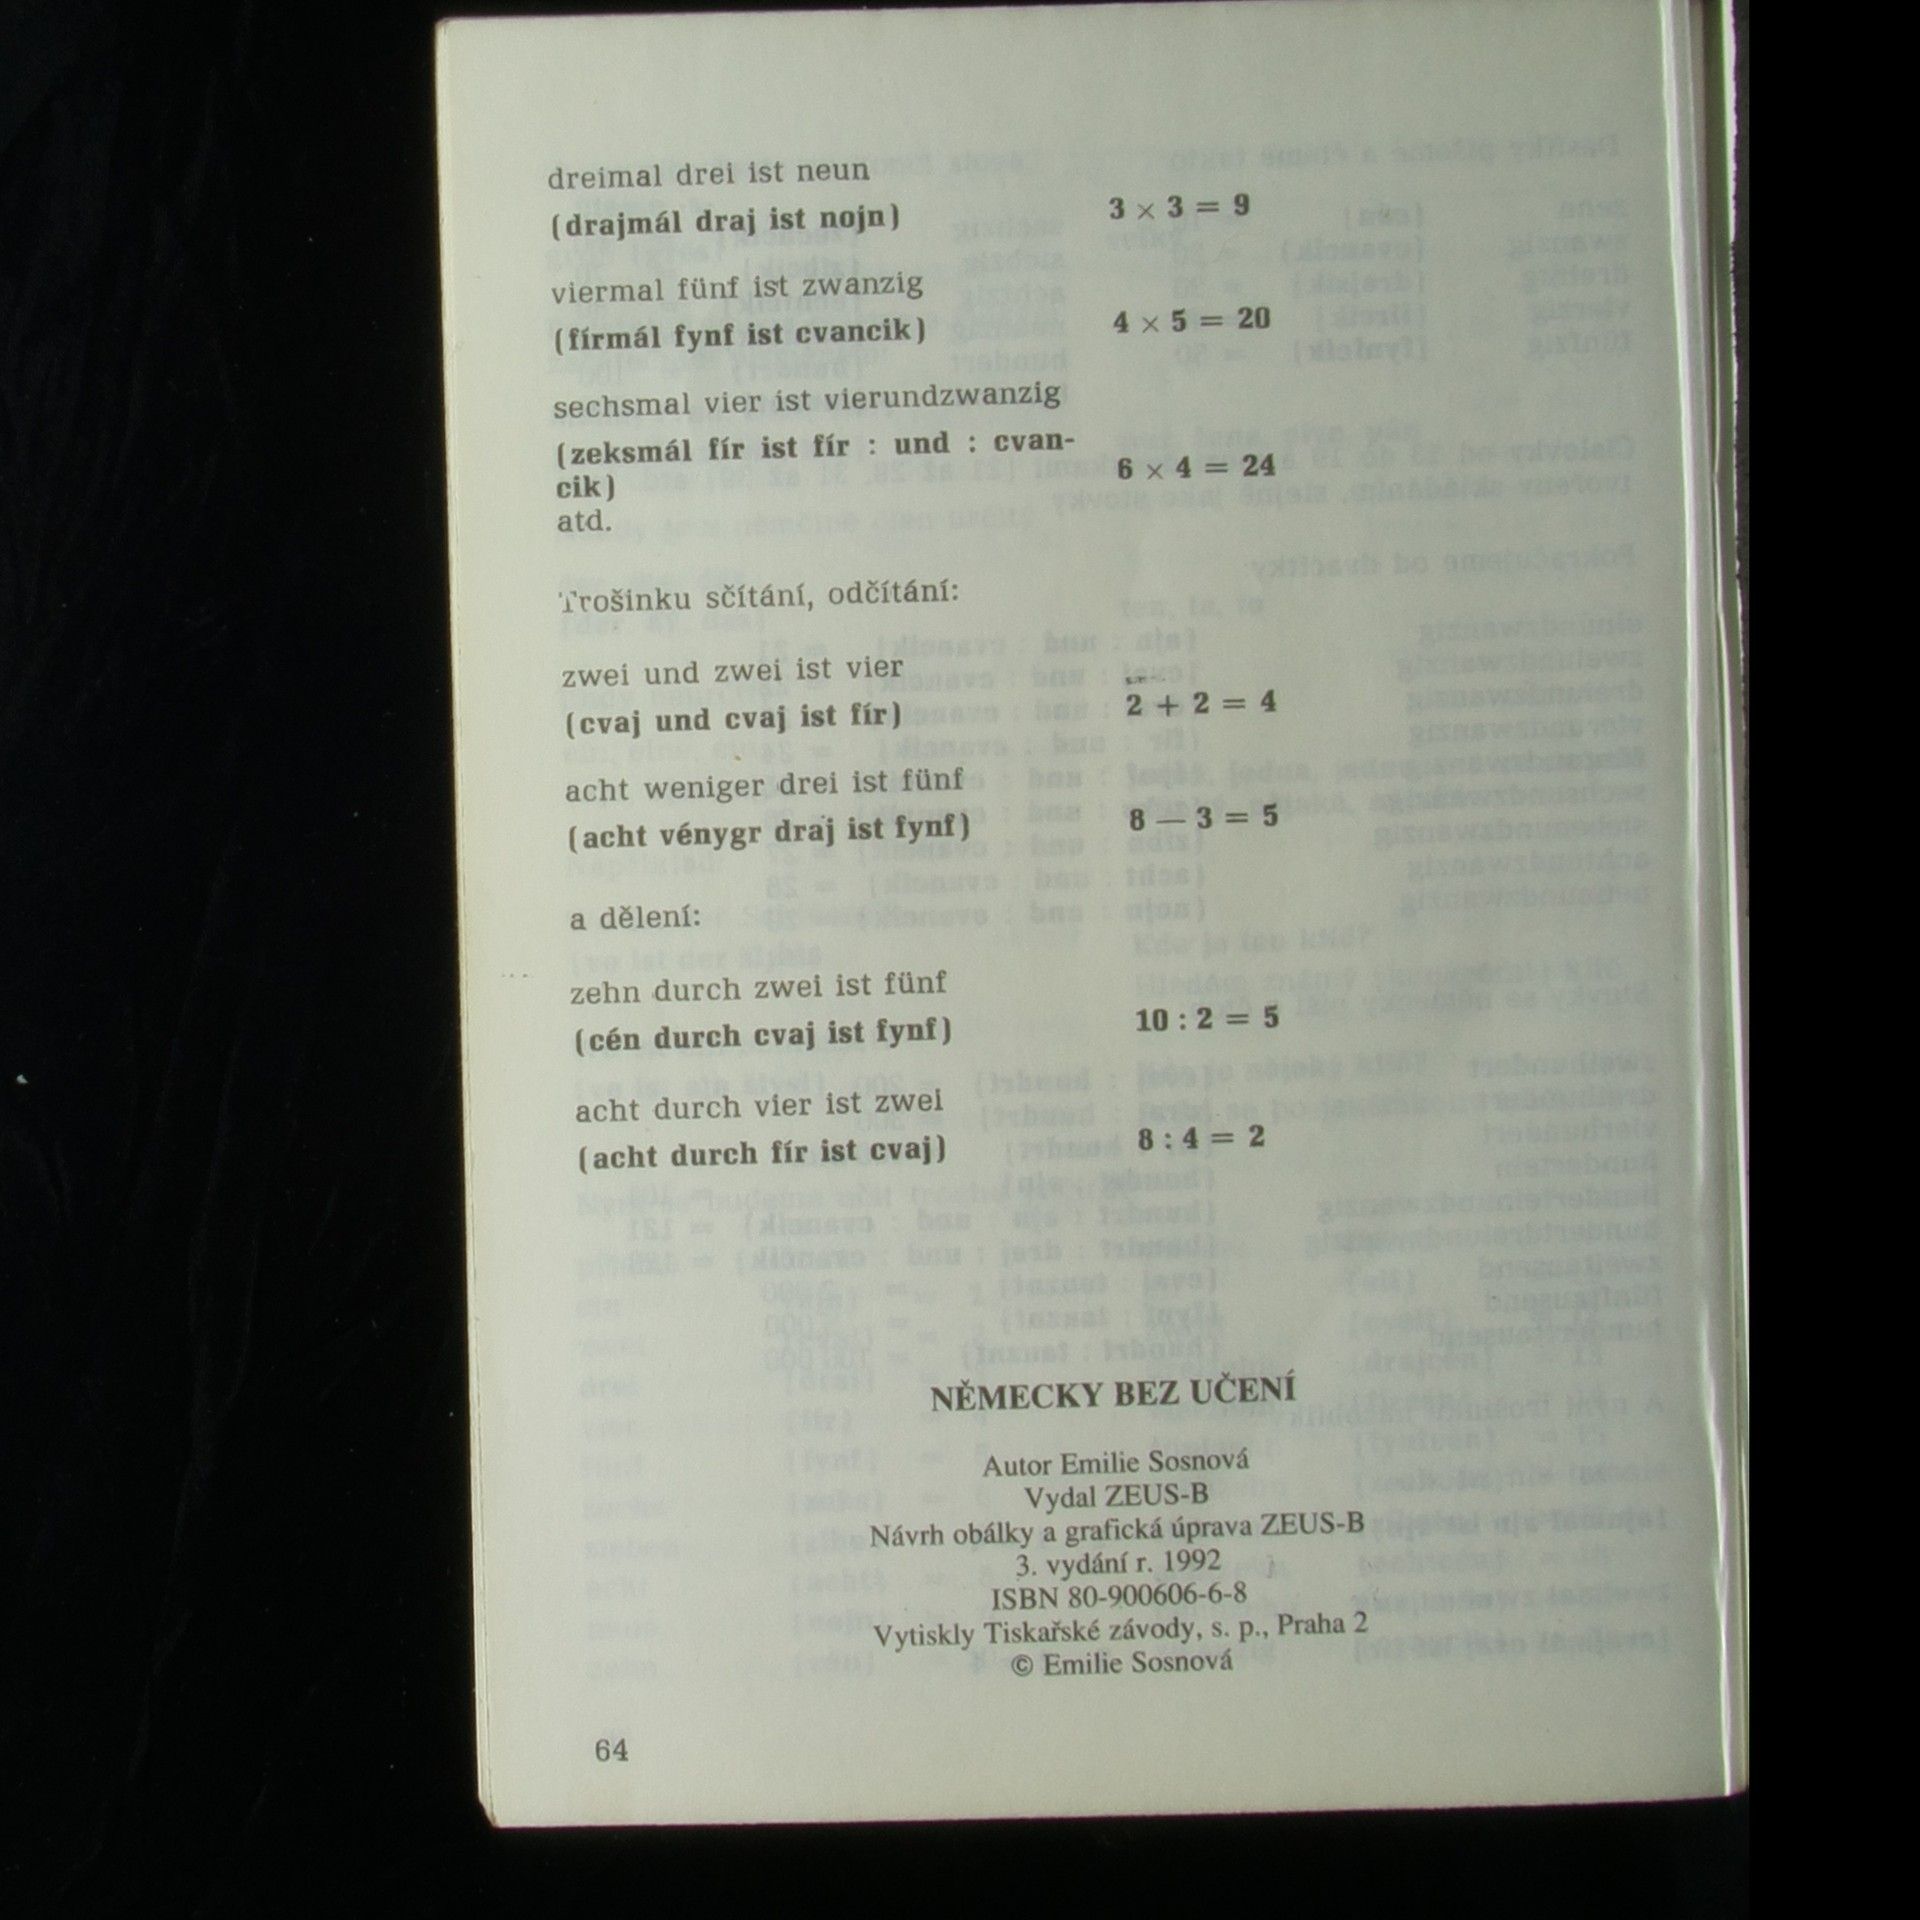 dreimal drei ist neun
(drajmál draj ist nojn) 3 × 3 = 9
viermal fünf ist zwanzig
(fírmál fynf ist cvancik) 4 × 5 = 20
sechsmal vier ist vierundzwanzig
(zeksmál fír ist fír : und : cvan-
cik) 6 × 4 = 24
atd.
Trošinku sčítání, odčítání:
zwei und zwei ist vier
(cvaj und cvaj ist fír) 2 + 2 = 4
acht weniger drei ist fünf
(acht vénygr draj ist fynf) 8 — 3 = 5
a dělení:
zehn durch zwei ist fünf
(cén durch cvaj ist fynf) 10 : 2 = 5
acht durch vier ist zwei
(acht durch fír ist cvaj) 8 : 4 = 2
NĚMECKY BEZ UČENÍ
Autor Emilie Sosnová
Vydal ZEUS-B
Návrh obálky a grafická úprava ZEUS-B
3. vydání r. 1992
ISBN 80-900606-6-8
Vytiskly Tiskařské závody, s. p., Praha 2
© Emilie Sosnová
64